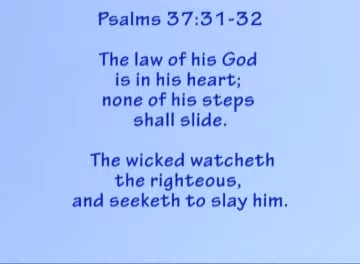 Psalms 37:31-32
The law of his God
is in his heart;
none of his steps
shall slide.
The wicked watcheth
the righteous,
and seeketh to slay him.